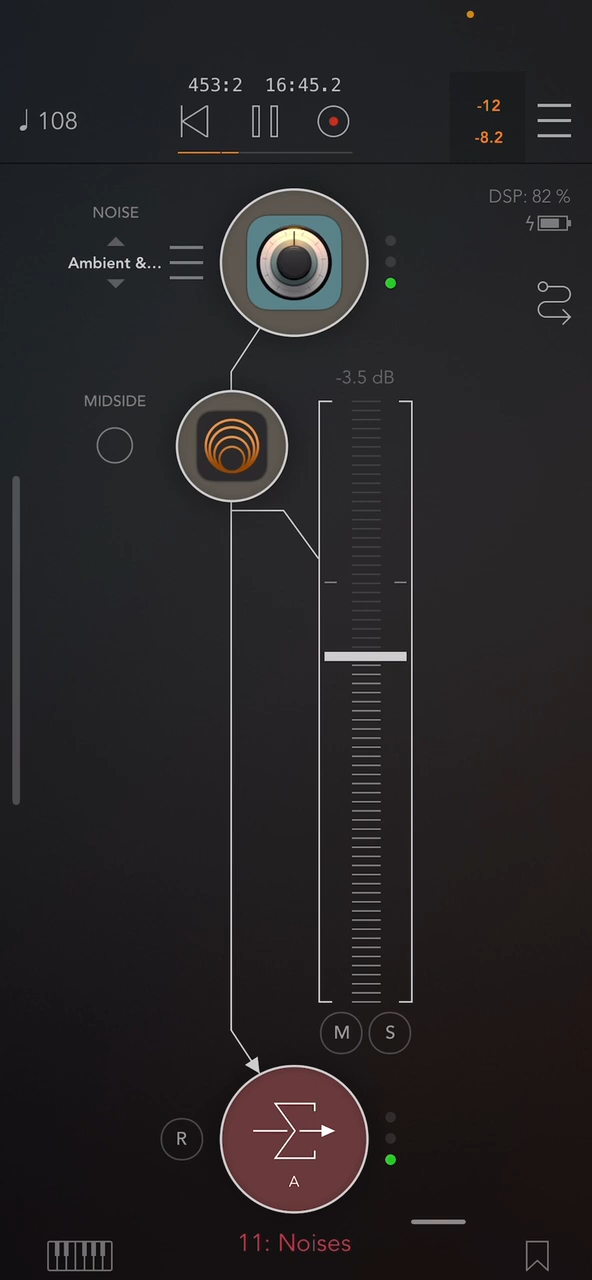 453:2 16:45.2
108
-12
-8.2
DSP: 82 %
NOISE
Ambient &...
-3.5 dB
MIDSIDE
M S
R
A
11: Noises